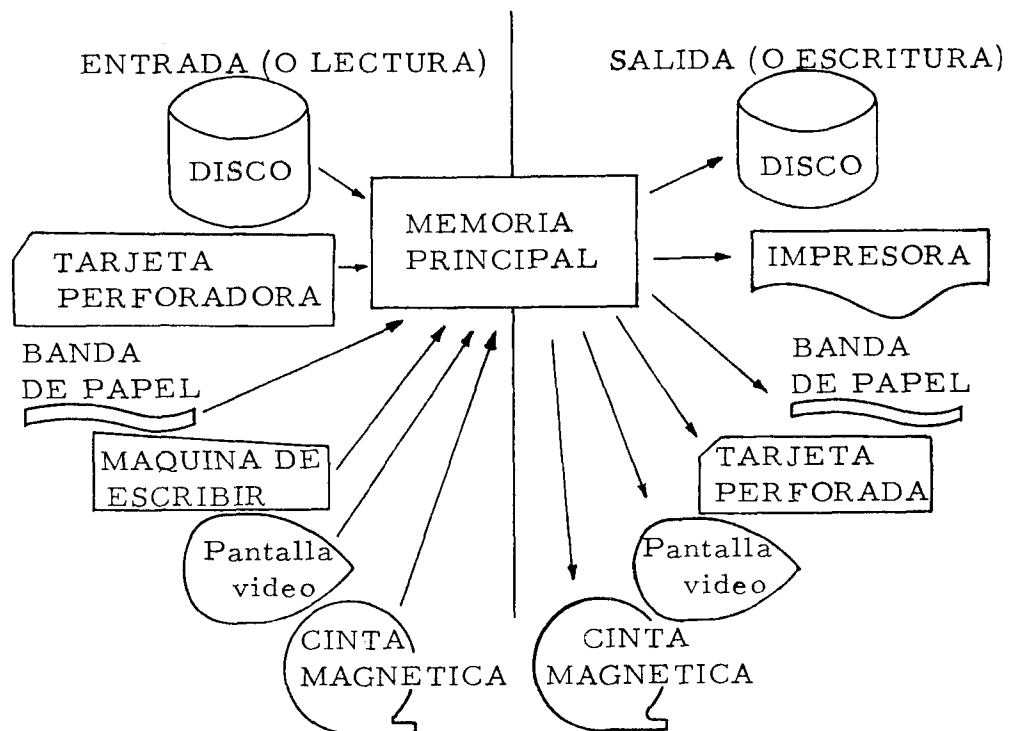 ENTRADA (O LECTURA)
DISCO
TARJETA
PERFORADORA
BANDA
DE PAPEL
MAQUINA DE
ESCRIBIR
Pantalla
video
CINTA
MAGNETICA
MEMORIA
PRINCIPAL
SALIDA (O ESCRITURA)
DISCO
IMPRESORA
BANDA
DE PAPEL
TARJETA
PERFORADA
Pantalla
video
CINTA
MAGNETICA